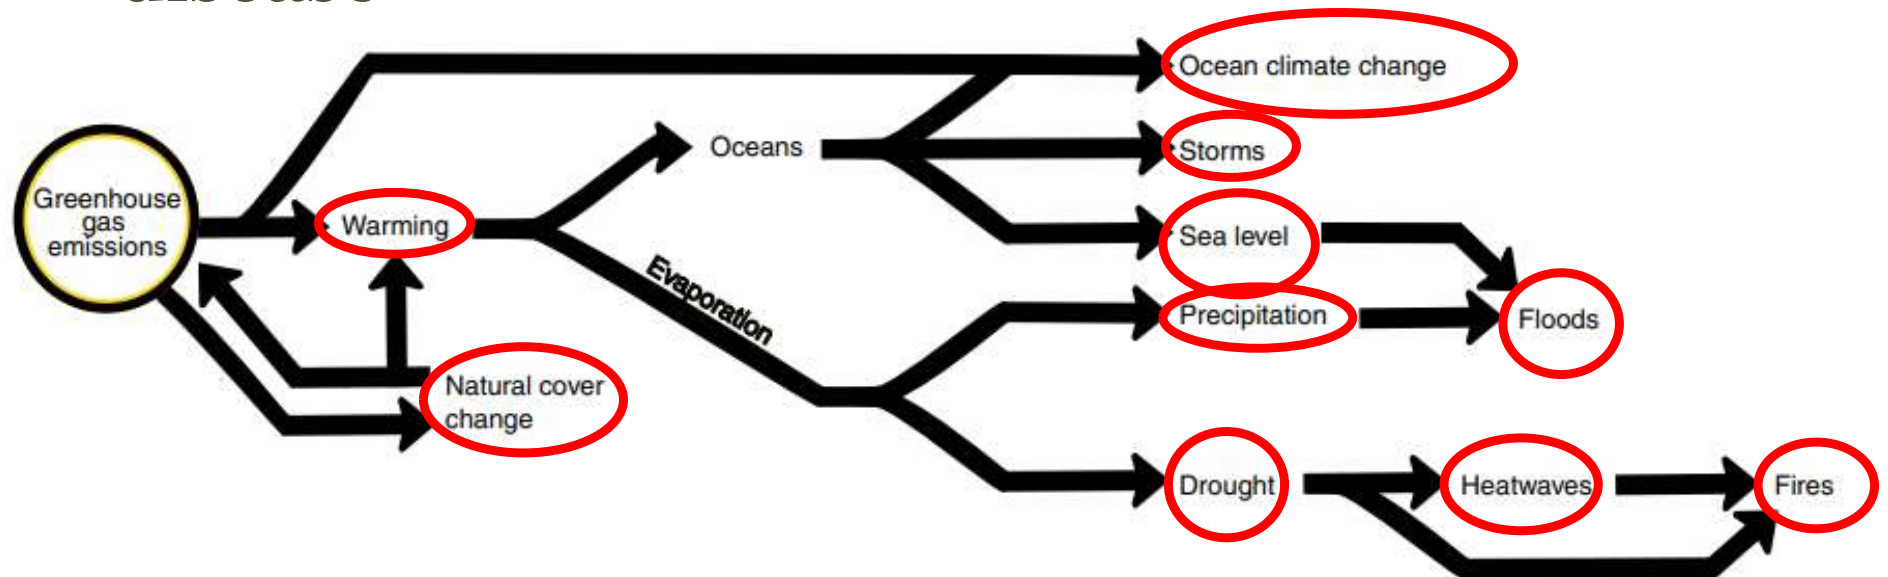 Ocean climate change
Oceans
Storms
Greenhouse
gas
emissions
Warming
Sea level
Evaporation
Precipitation
Floods
Natural cover
change
Drought
Heatwaves
Fires